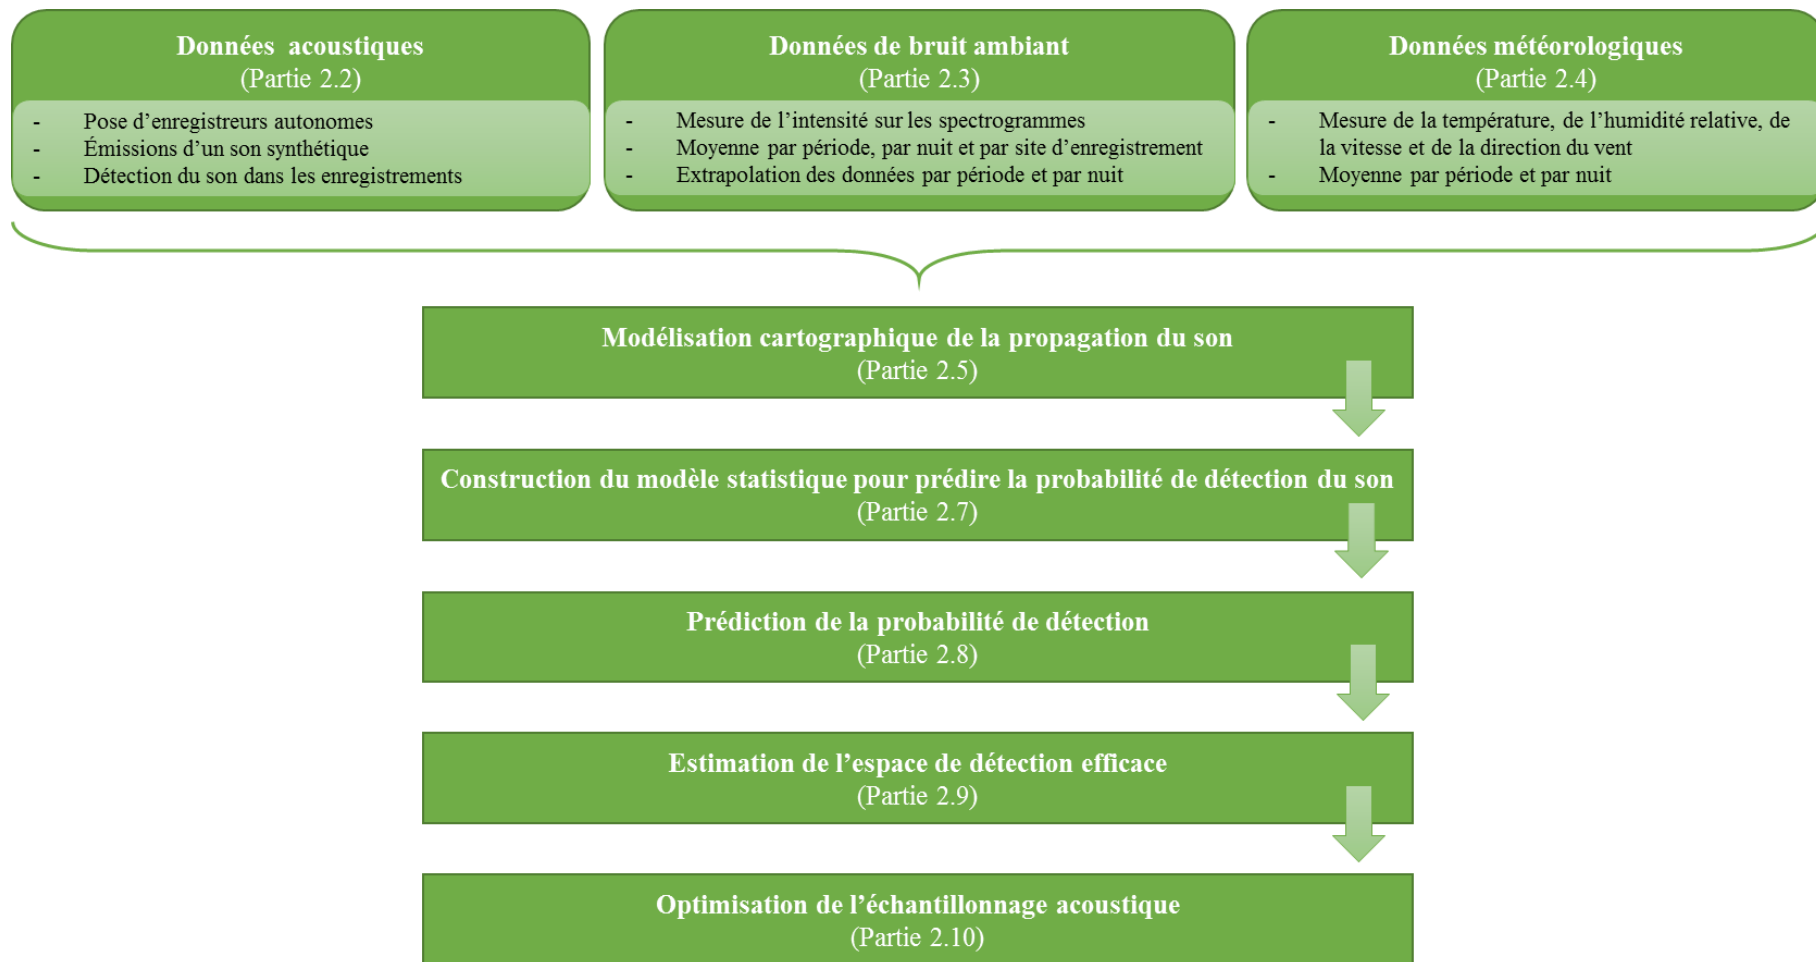 Données acoustiques
(Partie 2.2)
- Pose d’enregistreurs autonomes
- Émissions d’un son synthétique
- Détection du son dans les enregistrements
Données de bruit ambiant
(Partie 2.3)
- Mesure de l’intensité sur les spectrogrammes
- Moyenne par période, par nuit et par site d’enregistrement
- Extrapolation des données par période et par nuit
Données météorologiques
(Partie 2.4)
- Mesure de la température, de l’humidité relative, de
la vitesse et de la direction du vent
- Moyenne par période et par nuit
Modélisation cartographique de la propagation du son
(Partie 2.5)
Construction du modèle statistique pour prédire la probabilité de détection du son
(Partie 2.7)
Prédiction de la probabilité de détection
(Partie 2.8)
Estimation de l’espace de détection efficace
(Partie 2.9)
Optimisation de l’échantillonnage acoustique
(Partie 2.10)